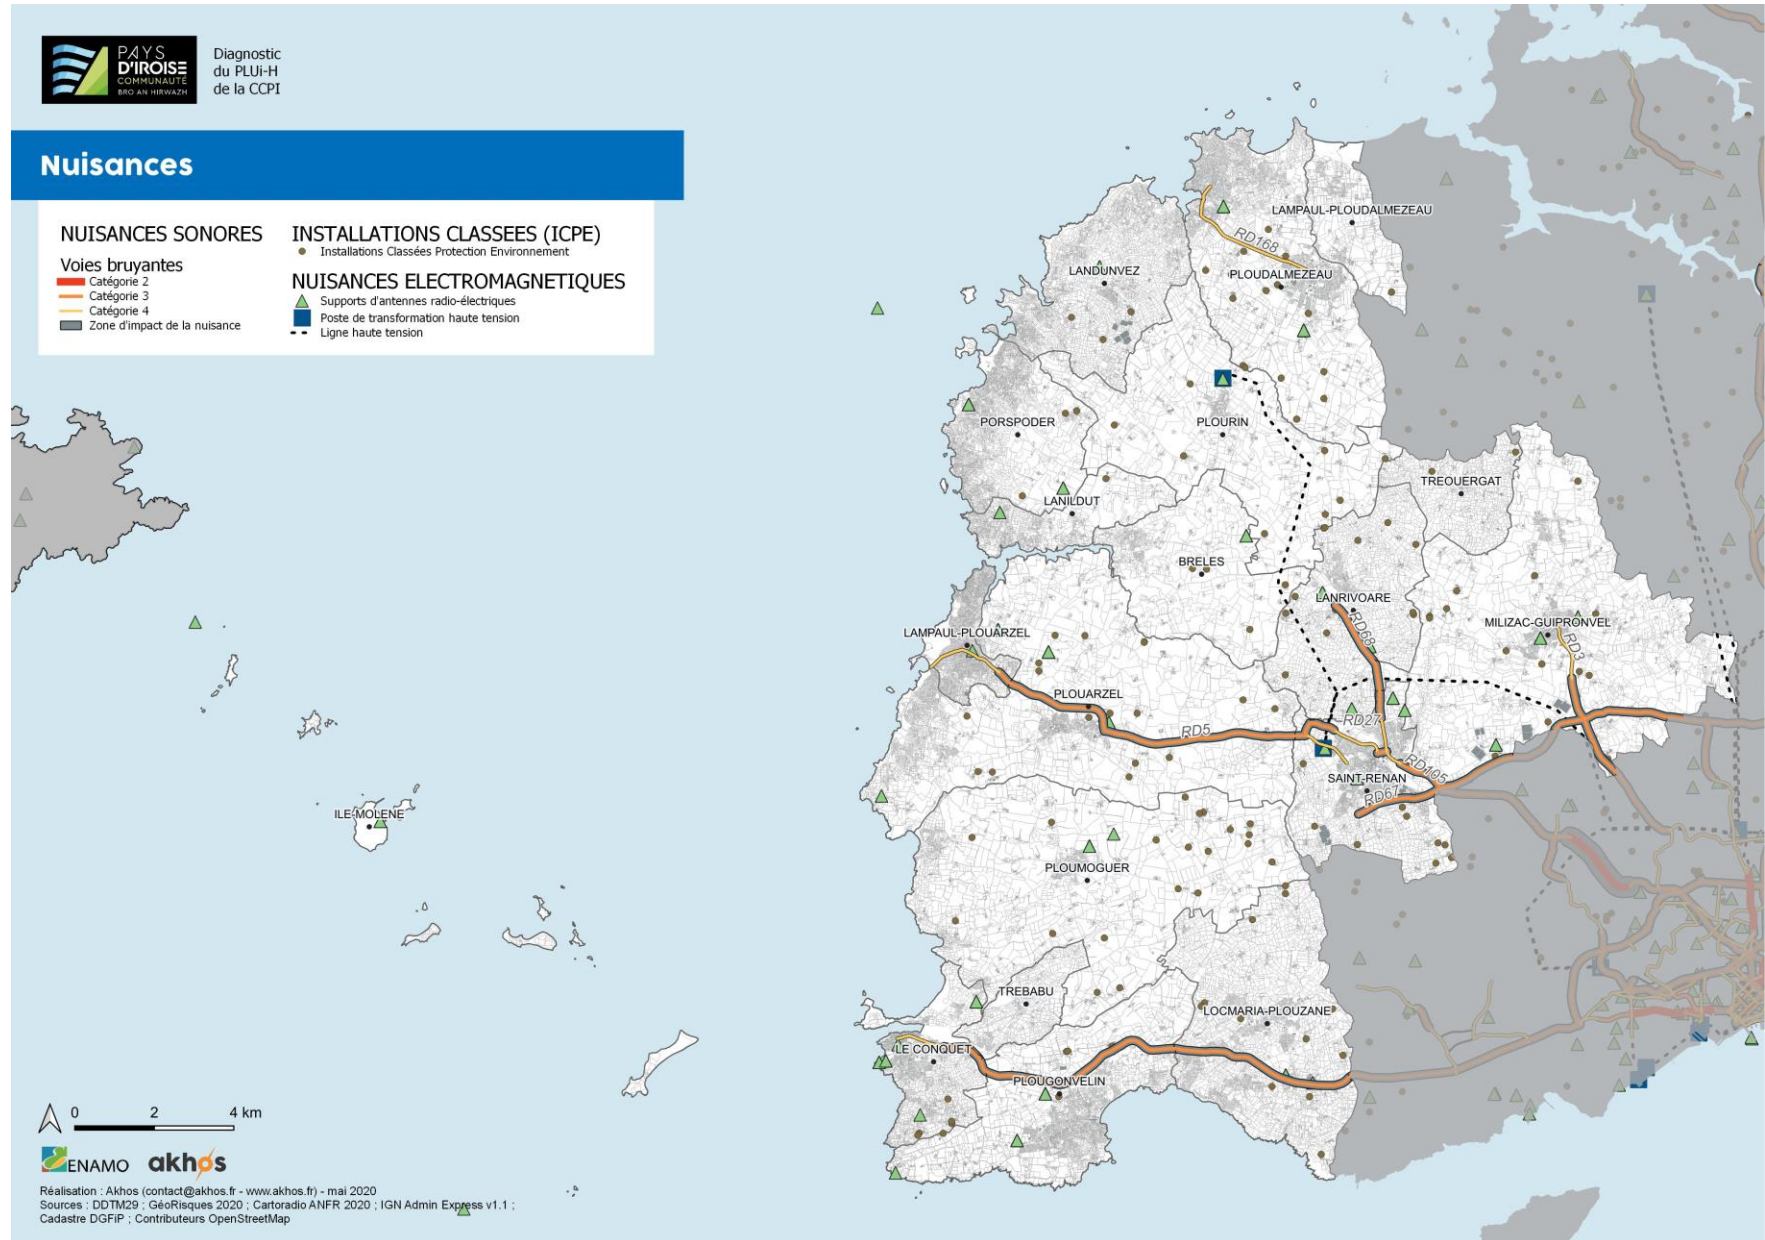 PAYS
D'IROISE
COMMUNAUTÉ
BRO AN HIRWAZH
Diagnostic
du PLUi-H
de la CCPI
Nuisances
NUISANCES SONORES
Voies bruyantes
Catégorie 2
Catégorie 3
Catégorie 4
Zone d'impact de la nuisance
INSTALLATIONS CLASSEES (ICPE)
Installations Classées Protection Environnement
NUISANCES ELECTROMAGNETIQUES
Supports d'antennes radio-électriques
Poste de transformation haute tension
Ligne haute tension
LAMPAUL-PLOUDALMEZEAU
RD168
LANDUNVEZ
PLOUDALMEZEAU
PORSPODER
PLOURIN
TREOUERGAT
LANILDUT
BRELES
LANRIVOARE
RD68
MILIZAC-GUIPRONVEL
RD3
LAMPAUL-PLOUARZEL
PLOUARZEL
RD5
RD27
RD105
SAINT-RENAN
RD67
ILE-MOLENE
PLOUMOGUER
TREBABU
LOCMARIA-PLOUZANE
LE CONQUET
PLOUGONVELIN
0 2 4 km
ENAMO akhos
Réalisation : Akhos (contact@akhos.fr - www.akhos.fr) - mai 2020
Sources : DDTM29 ; GéoRisques 2020 ; Cartoradio ANFR 2020 ; IGN Admin Express v1.1 ;
Cadastre DGFiP ; Contributeurs OpenStreetMap